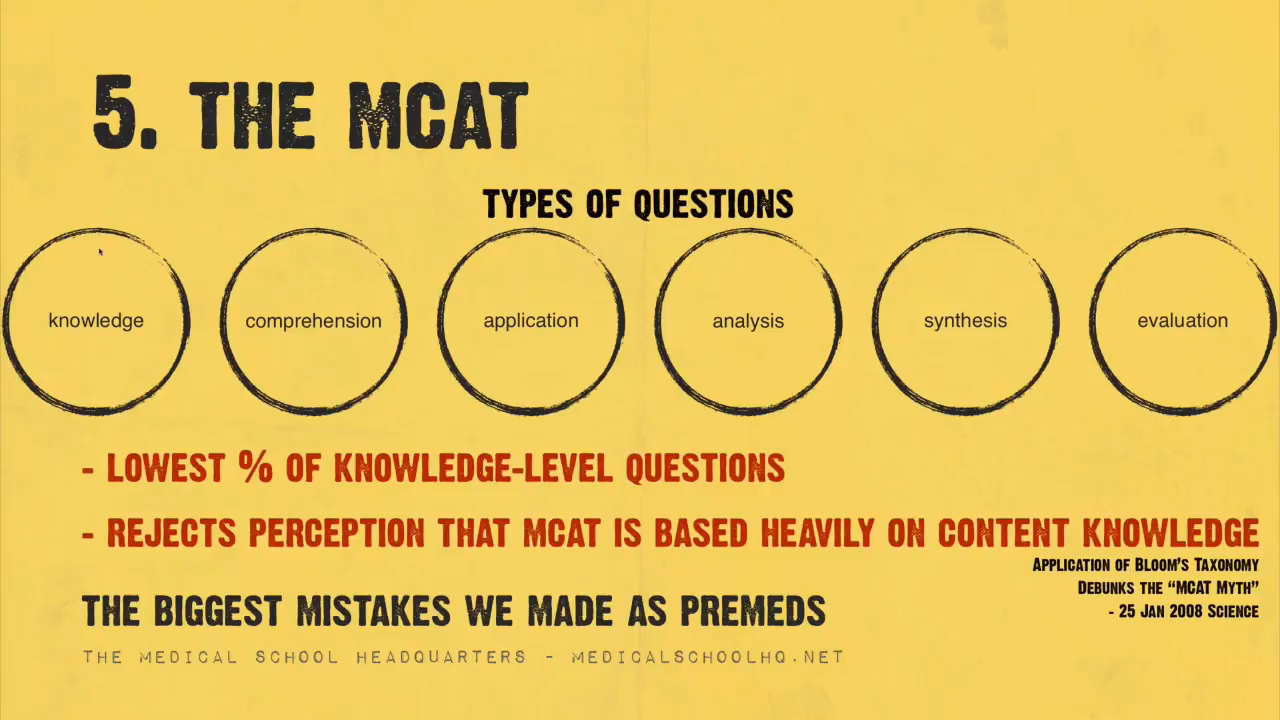 5. THE MCAT
TYPES OF QUESTIONS
knowledge comprehension application analysis synthesis evaluation
- LOWEST % OF KNOWLEDGE-LEVEL QUESTIONS
- REJECTS PERCEPTION THAT MCAT IS BASED HEAVILY ON CONTENT KNOWLEDGE
APPLICATION OF BLOOM'S TAXONOMY
DEBUNKS THE "MCAT MYTH"
- 25 JAN 2008 SCIENCE
THE BIGGEST MISTAKES WE MADE AS PREMEDS
THE MEDICAL SCHOOL HEADQUARTERS - MEDICALSCHOOLHQ.NET